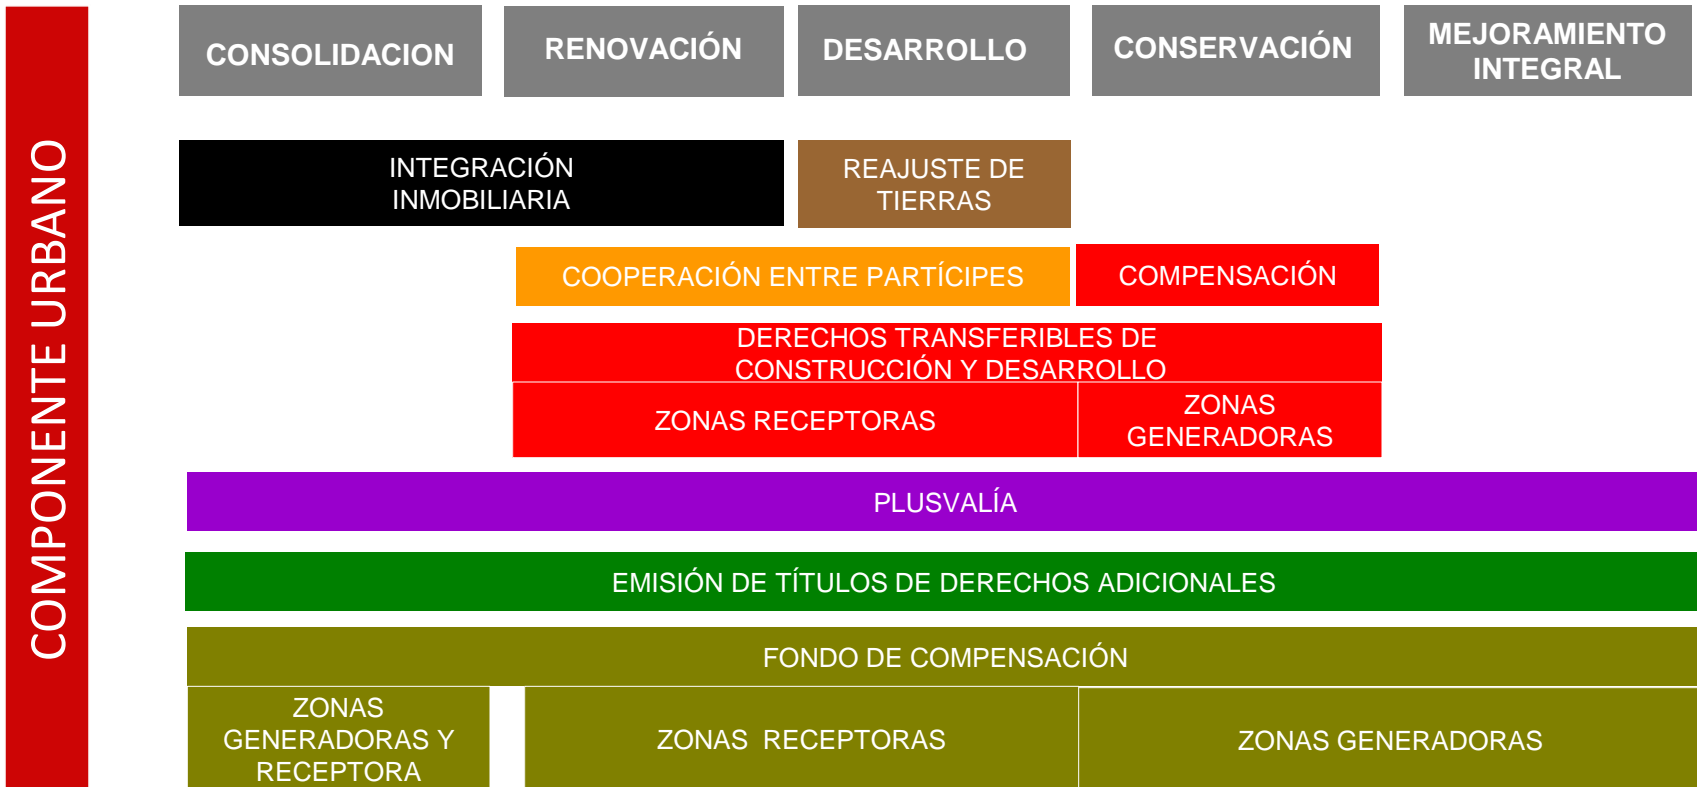 COMPONENTE URBANO
CONSOLIDACION
RENOVACIÓN
DESARROLLO
CONSERVACIÓN
MEJORAMIENTO
INTEGRAL
INTEGRACIÓN
INMOBILIARIA
REAJUSTE DE
TIERRAS
COOPERACIÓN ENTRE PARTÍCIPES
COMPENSACIÓN
DERECHOS TRANSFERIBLES DE
CONSTRUCCIÓN Y DESARROLLO
ZONAS RECEPTORAS
ZONAS
GENERADORAS
PLUSVALÍA
EMISIÓN DE TÍTULOS DE DERECHOS ADICIONALES
FONDO DE COMPENSACIÓN
ZONAS
GENERADORAS Y
RECEPTORA
ZONAS RECEPTORAS
ZONAS GENERADORAS